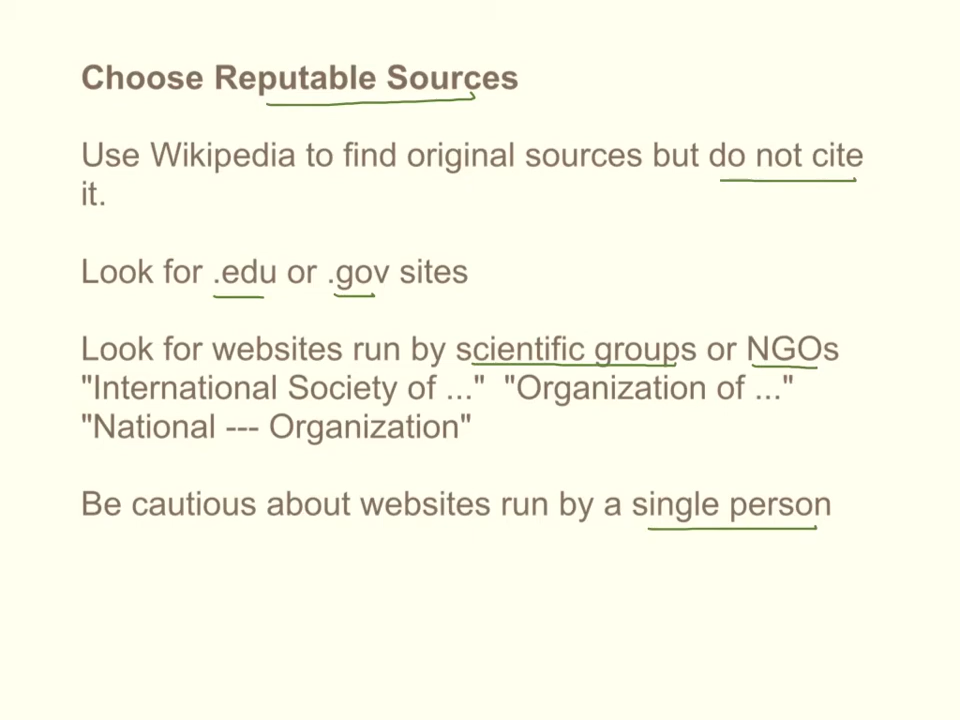 Choose Reputable Sources
Use Wikipedia to find original sources but do not cite
it.
Look for .edu or .gov sites
Look for websites run by scientific groups or NGOs
"International Society of ..."  "Organization of ..."
"National --- Organization"
Be cautious about websites run by a single person